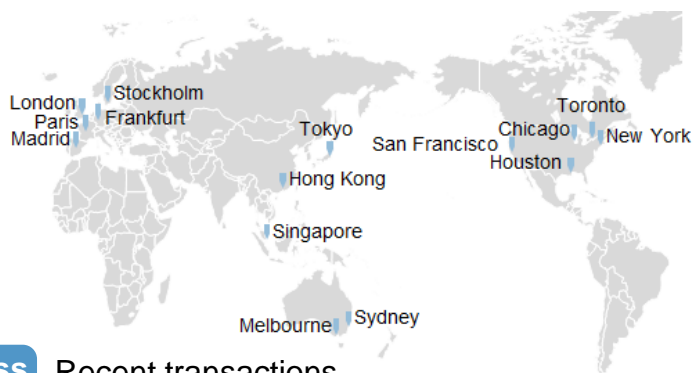 Stockholm
London
Frankfurt
Paris
Madrid
Toronto
Tokyo
Chicago
New York
San Francisco
Houston
Hong Kong
Singapore
Sydney
Melbourne
Recent transactions